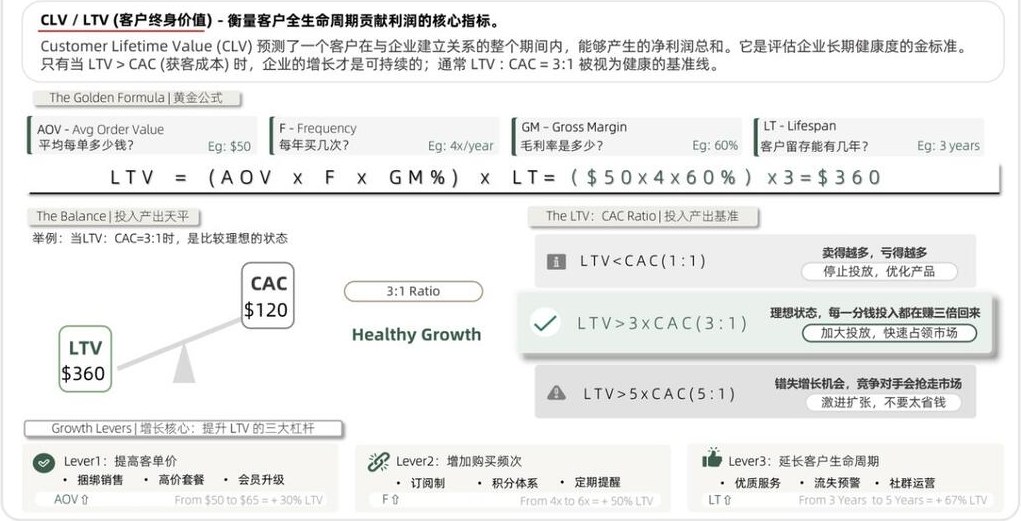 CLV / LTV (客户终身价值) - 衡量客户全生命周期贡献利润的核心指标。
Customer Lifetime Value (CLV) 预测了一个客户在与企业建立关系的整个期间内，能够产生的净利润总和。它是评估企业长期健康度的金标准。
只有当 LTV > CAC (获客成本) 时，企业的增长才是可持续的；通常 LTV : CAC = 3:1 被视为健康的基准线。
The Golden Formula|黄金公式
AOV - Avg Order Value
平均每单多少钱? Eg: $50
F - Frequency
每年买几次? Eg: 4x/year
GM – Gross Margin
毛利率是多少? Eg: 60%
LT - Lifespan
客户留存能有几年? Eg: 3 years
LTV = (AOV x F x GM%) x LT= ($50x4x60%) x3=$360
The Balance|投入产出天平
举例：当LTV：CAC=3:1时，是比较理想的状态
CAC
$120
LTV
$360
3:1 Ratio
Healthy Growth
The LTV：CAC Ratio|投入产出基准
LTV<CAC(1:1)
卖得越多，亏得越多
停止投放，优化产品
LTV>3xCAC(3:1)
理想状态，每一分钱投入都在赚三倍回来
加大投放，快速占领市场
LTV>5xCAC(5:1)
错失增长机会，竞争对手会抢走市场
激进扩张，不要太省钱
Growth Levers|增长核心：提升 LTV 的三大杠杆
Lever1：提高客单价
• 捆绑销售 • 高价套餐 • 会员升级
AOV⇧ From $50 to $65 = + 30% LTV
Lever2：增加购买频次
• 订阅制 • 积分体系 • 定期提醒
F⇧ From 4x to 6x = + 50% LTV
Lever3：延长客户生命周期
• 优质服务 • 流失预警 • 社群运营
LT⇧ From 3 Years to 5 Years = + 67% LTV